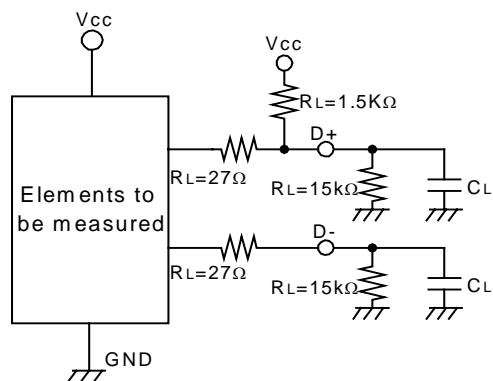 Vcc
Vcc
RL=1.5KΩ
D+
RL=27Ω
RL=15kΩ
CL
Elements to
be measured
D-
RL=27Ω
RL=15kΩ
CL
GND